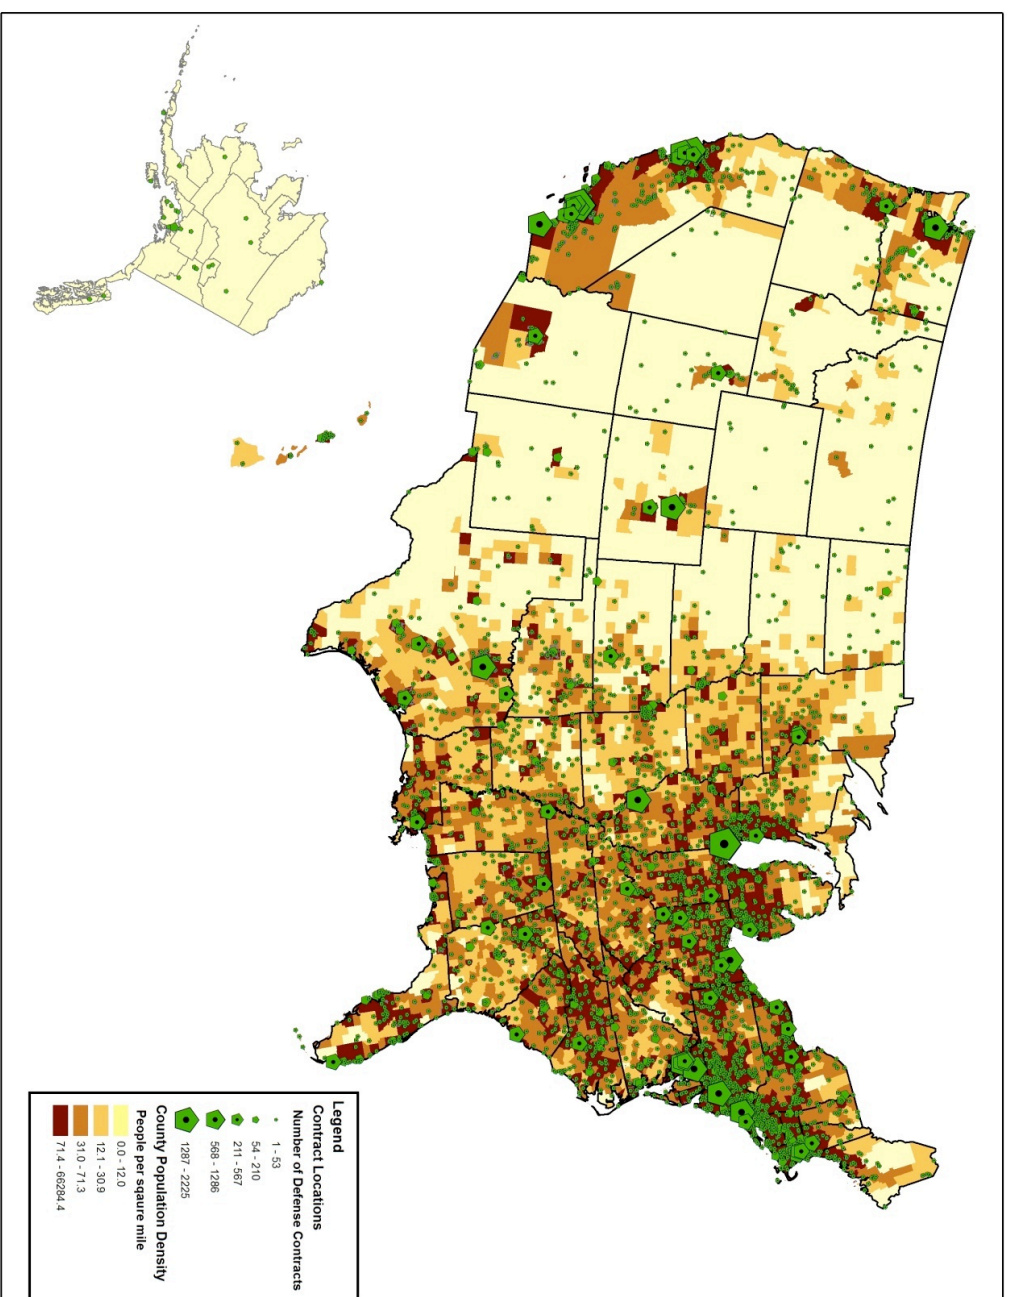 Legend
Contract Locations
Number of Defense Contracts
1 - 53
54 - 210
211 - 567
568 - 1286
1287 - 2225
County Population Density
People per sqaure mile
0.0 - 12.0
12.1 - 30.9
31.0 - 71.3
71.4 - 66284.4